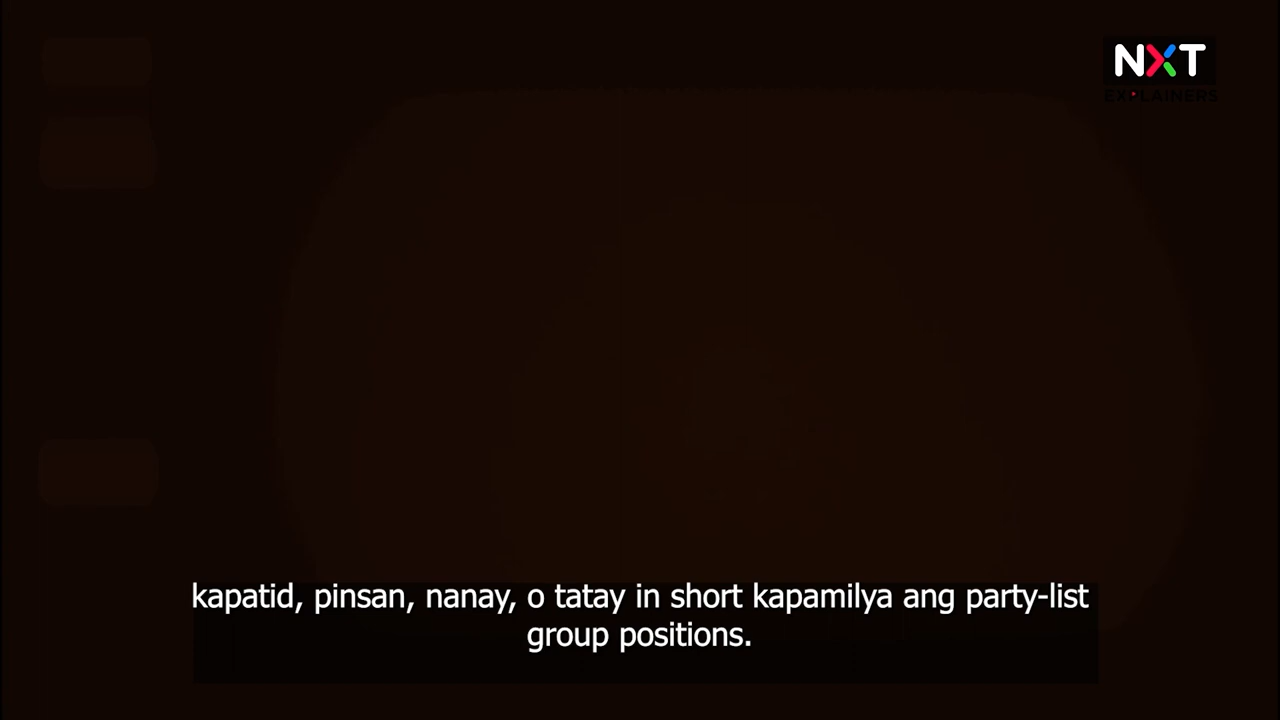 NXT
EXPLAINERS
kapatid, pinsan, nanay, o tatay in short kapamilya ang party-list
group positions.